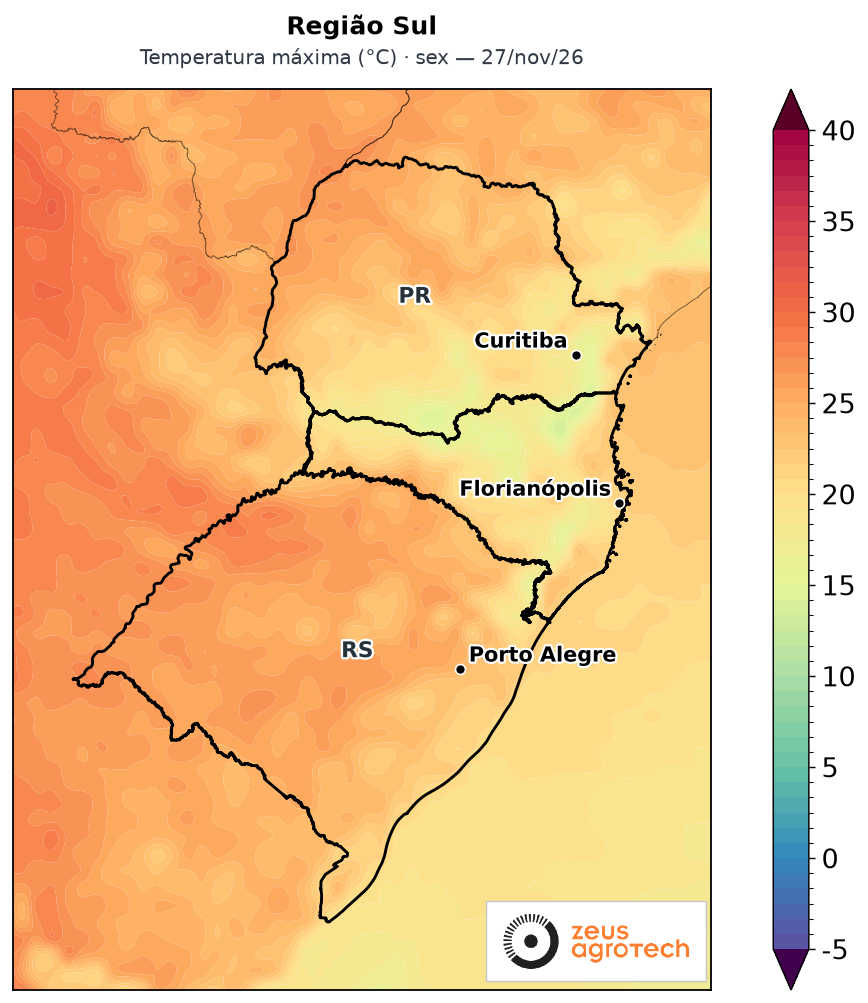 Região Sul
Temperatura máxima (°C) · sex — 27/nov/26
PR
Curitiba
Florianópolis
RS
Porto Alegre
40
35
30
25
20
15
10
5
0
-5
zeus
agrotech